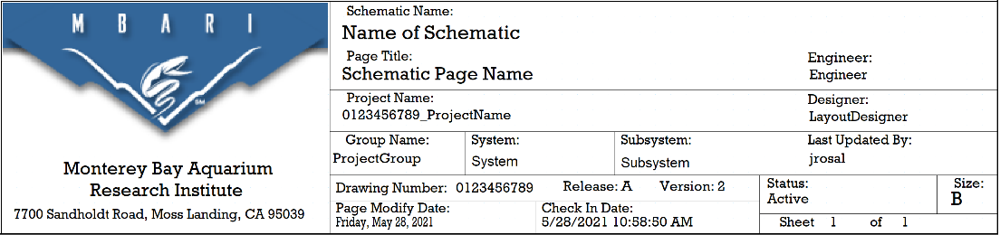 M B A R I
SM
Monterey Bay Aquarium
Research Institute
7700 Sandholdt Road, Moss Landing, CA 95039
Schematic Name:
Name of Schematic
Page Title:
Schematic Page Name
Engineer:
Engineer
Project Name:
0123456789_ProjectName
Designer:
LayoutDesigner
Group Name:
ProjectGroup
System:
System
Subsystem:
Subsystem
Last Updated By:
jrosal
Drawing Number: 0123456789 Release: A Version: 2
Status:
Active
Size:
B
Page Modify Date:
Friday, May 28, 2021
Check In Date:
5/28/2021 10:58:50 AM
Sheet 1 of 1